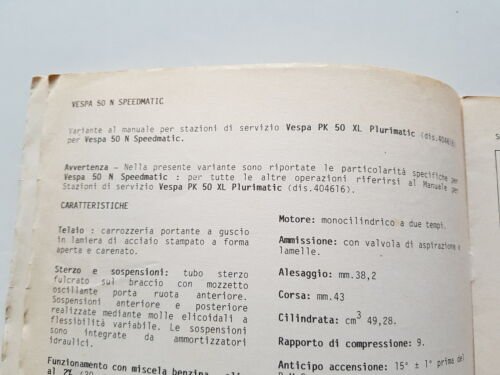 VESPA 50 N SPEEDMATIC
Variante al manuale per stazioni di servizio Vespa PK 50 XL Plurimatic (dis.404616)
per Vespa 50 N Speedmatic.
Avvertenza - Nella presente variante sono riportate le particolarità specifiche per
Vespa 50 N Speedmatic : per tutte le altre operazioni riferirsi al Manuale per
Stazioni di servizio Vespa PK 50 XL Plurimatic (dis.404616).
CARATTERISTICHE
Telaio : carrozzeria portante a guscio
in lamiera di acciaio stampato a forma
aperta e carenato.
Sterzo e sospensioni: tubo sterzo
fulcrato sul braccio con mozzetto
oscillante porta ruota anteriore.
Sospensioni anteriore e posteriore
realizzate mediante molle elicoidali a
flessibilità variabile. Le sospensioni
sono integrate da ammortizzatori
idraulici.
Funzionamento con miscela benzina
al 2%
Motore: monocilindrico a due tempi.
Ammissione: con valvola di aspirazione
lamelle.
Alesaggio: mm.38,2
Corsa: mm.43
Cilindrata: cm3 49,28.
Rapporto di compressione: 9.
Anticipo accensione: 15° ± 1° prima del